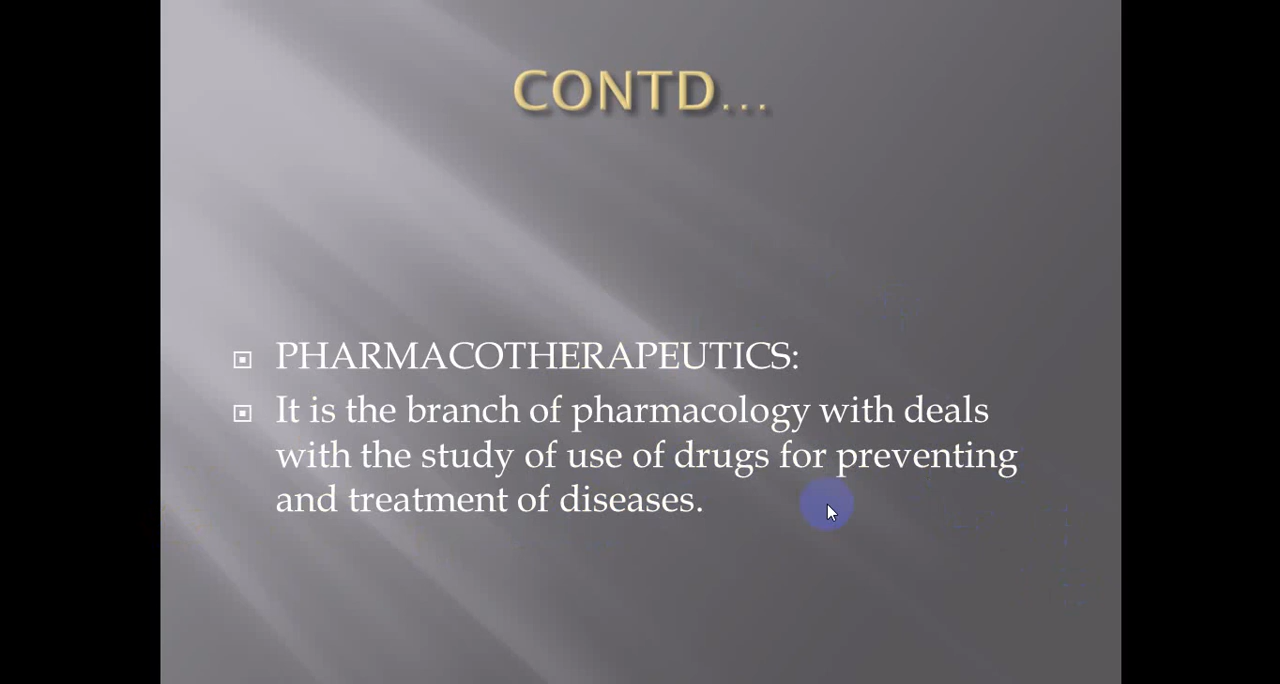 CONTD...
PHARMACOTHERAPEUTICS:
It is the branch of pharmacology with deals
with the study of use of drugs for preventing
and treatment of diseases.